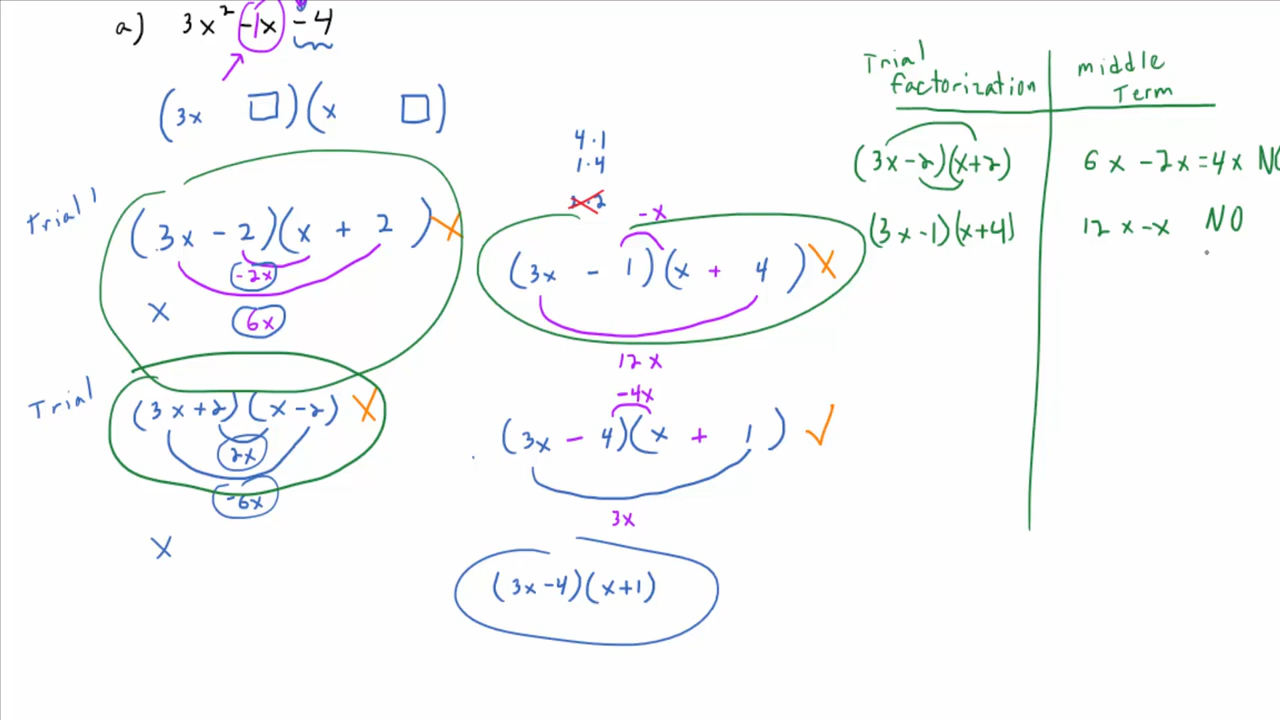 a) 3x² -1x - 4
(3x □)(x □)
Trial 1
(3x - 2)(x + 2) X
-2x
6x
X
Trial
(3x+2)(x-2) X
2x
-6x
X
4·1
1·4
2·2
-x
(3x - 1)(x + 4) X
12x
-4x
(3x - 4)(x + 1) ✓
3x
(3x-4)(x+1)
Trial factorization
middle Term
(3x-2)(x+2) 6x -2x=4x NO
(3x-1)(x+4) 12x-x NO